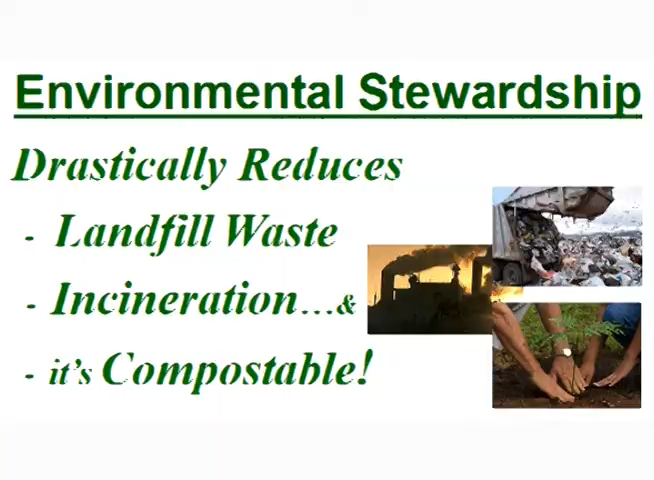 Environmental Stewardship
Drastically Reduces
- Landfill Waste
- Incineration...&
- it's Compostable!